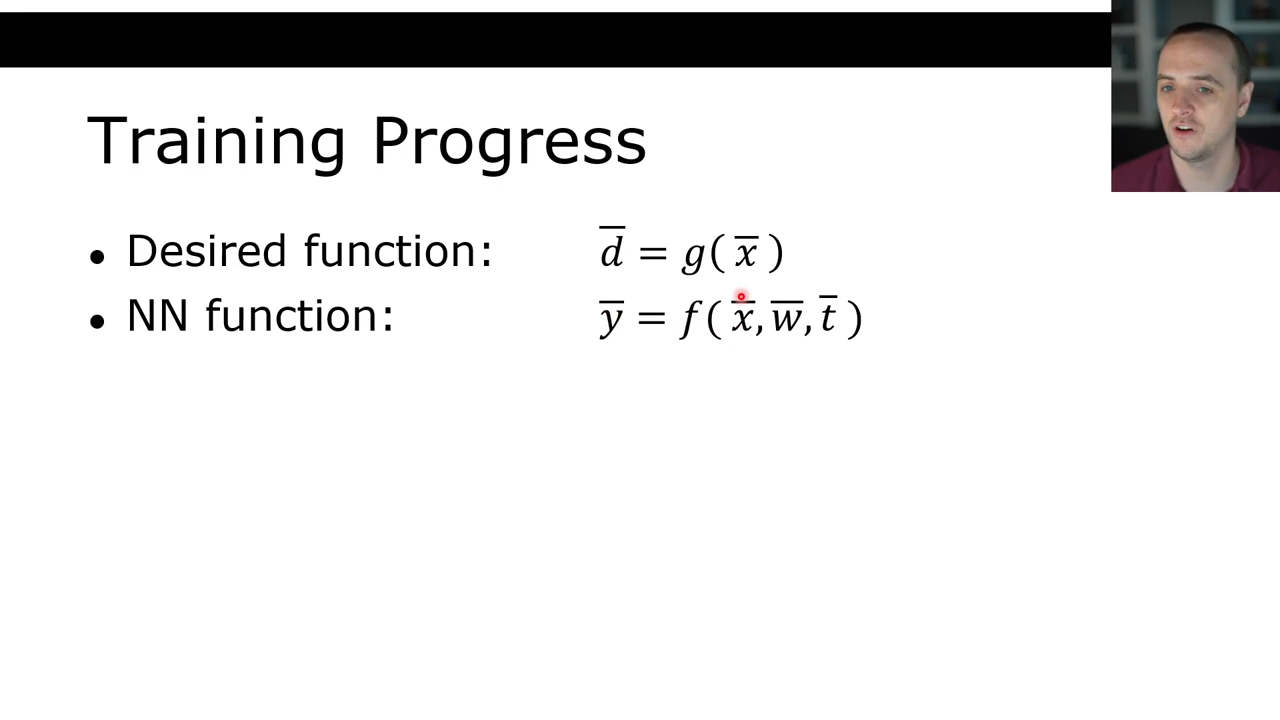 Training Progress
• Desired function: d̅ = g( x̅ )
• NN function: y̅ = f( x̅, w̅, t̅ )